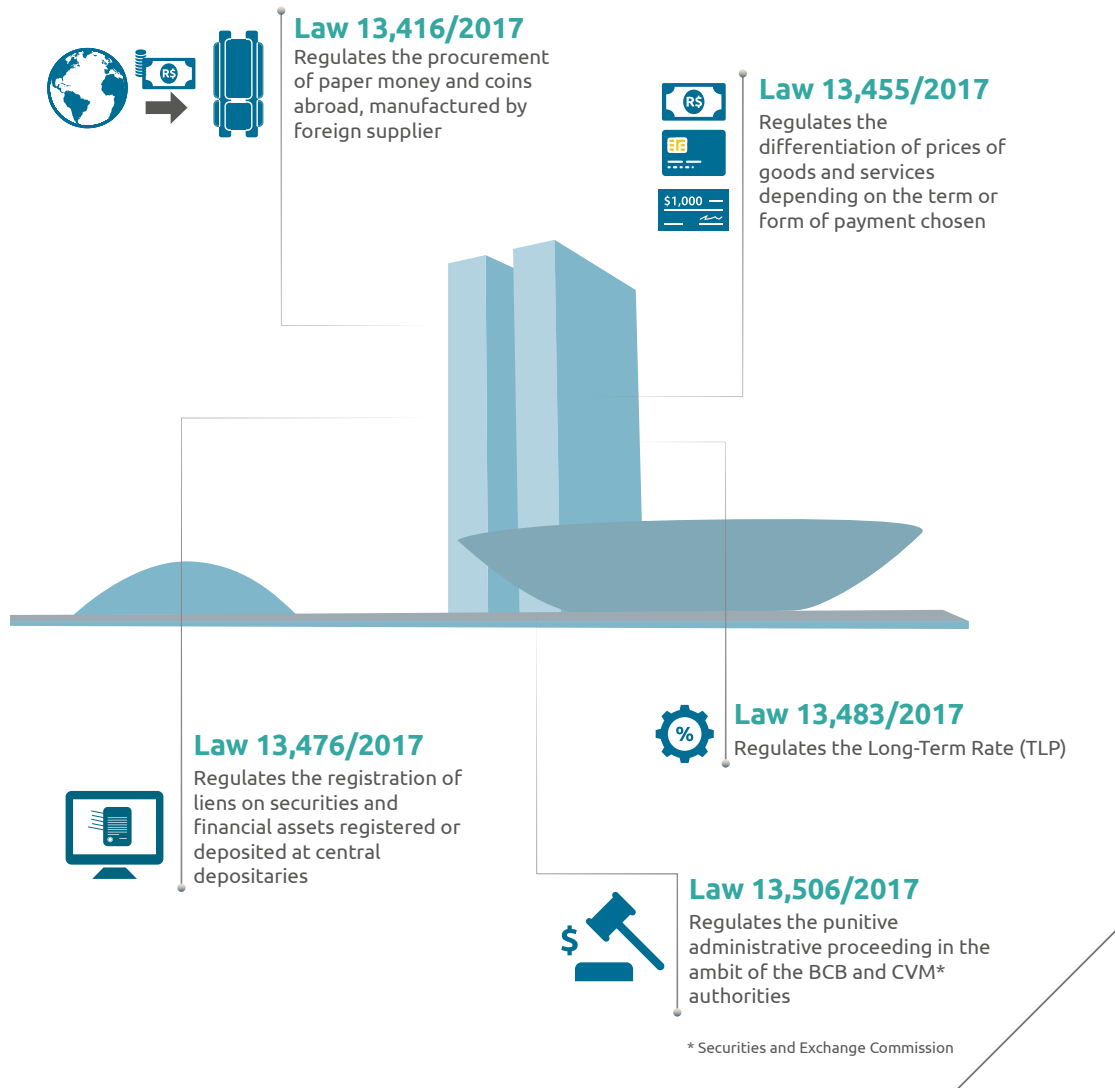 Law 13,416/2017
Regulates the procurement
of paper money and coins
abroad, manufactured by
foreign supplier
R$
Law 13,455/2017
Regulates the
differentiation of prices of
goods and services
depending on the term or
form of payment chosen
R$
$1,000
Law 13,476/2017
Regulates the registration of
liens on securities and
financial assets registered or
deposited at central
depositaries
%
Law 13,483/2017
Regulates the Long-Term Rate (TLP)
$
Law 13,506/2017
Regulates the punitive
administrative proceeding in the
ambit of the BCB and CVM*
authorities
* Securities and Exchange Commission